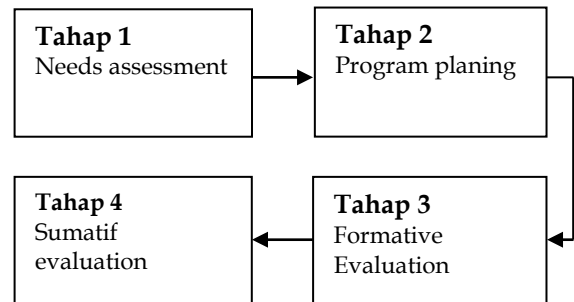 Tahap 1
Needs assessment
Tahap 2
Program planing
Tahap 3
Formative
Evaluation
Tahap 4
Sumatif
evaluation